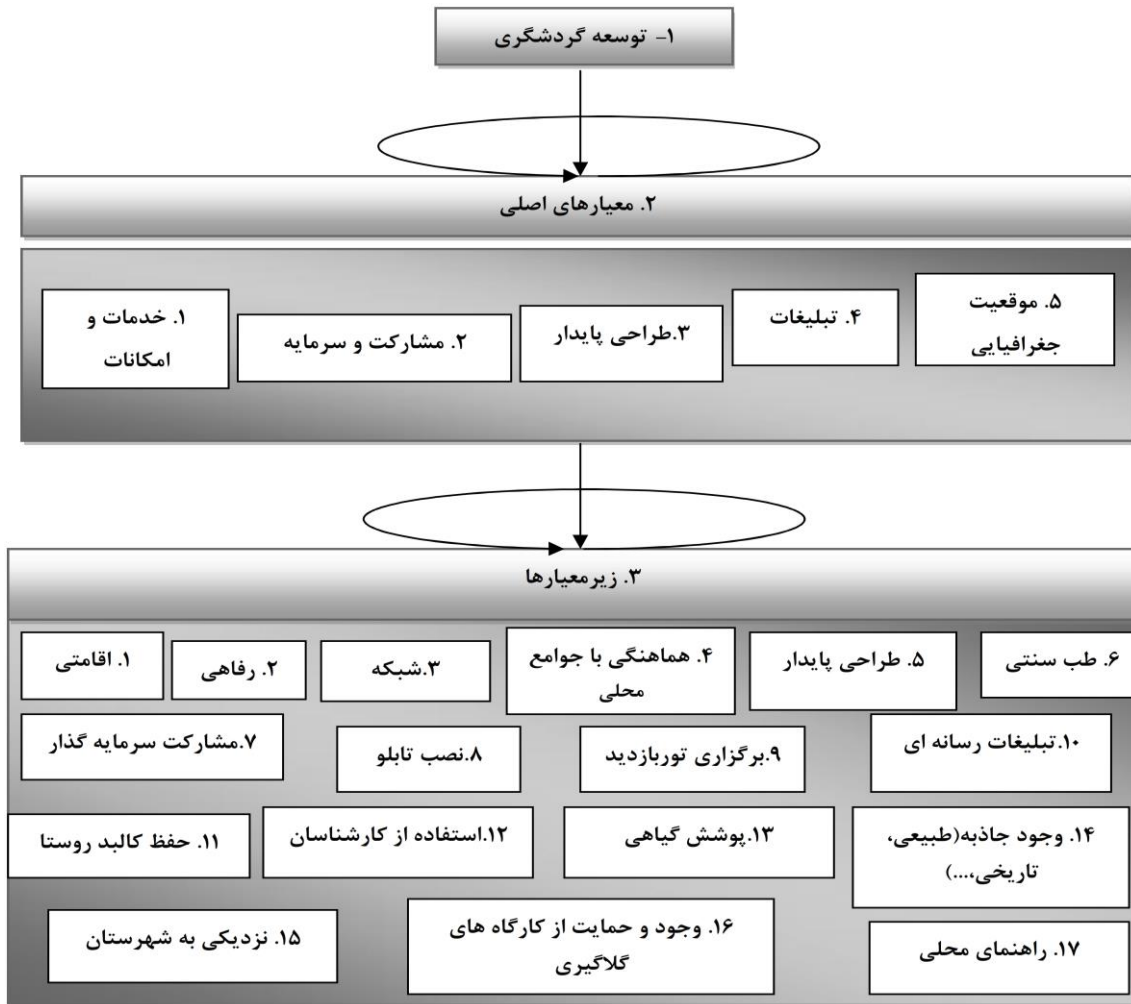 ۱- توسعه گردشگری
۲. معیارهای اصلی
۵. موقعیت
جغرافیایی
۴. تبلیغات
۳.طراحی پایدار
۲. مشارکت و سرمایه
۱. خدمات و
امکانات
۳. زیرمعیارها
۱. اقامتی
۲. رفاهی
۳.شبکه
۴. هماهنگی با جوامع
محلی
۵. طراحی پایدار
۶. طب سنتی
۷.مشارکت سرمایه گذار
۸.نصب تابلو
۹.برگزاری توربازدید
۱۰.تبلیغات رسانه ای
۱۱. حفظ کالبد روستا
۱۲.استفاده از کارشناسان
۱۳.پوشش گیاهی
۱۴. وجود جاذبه(طبیعی،
تاریخی،...)
۱۵. نزدیکی به شهرستان
۱۶. وجود و حمایت از کارگاه های
گلاگیری
۱۷. راهنمای محلی